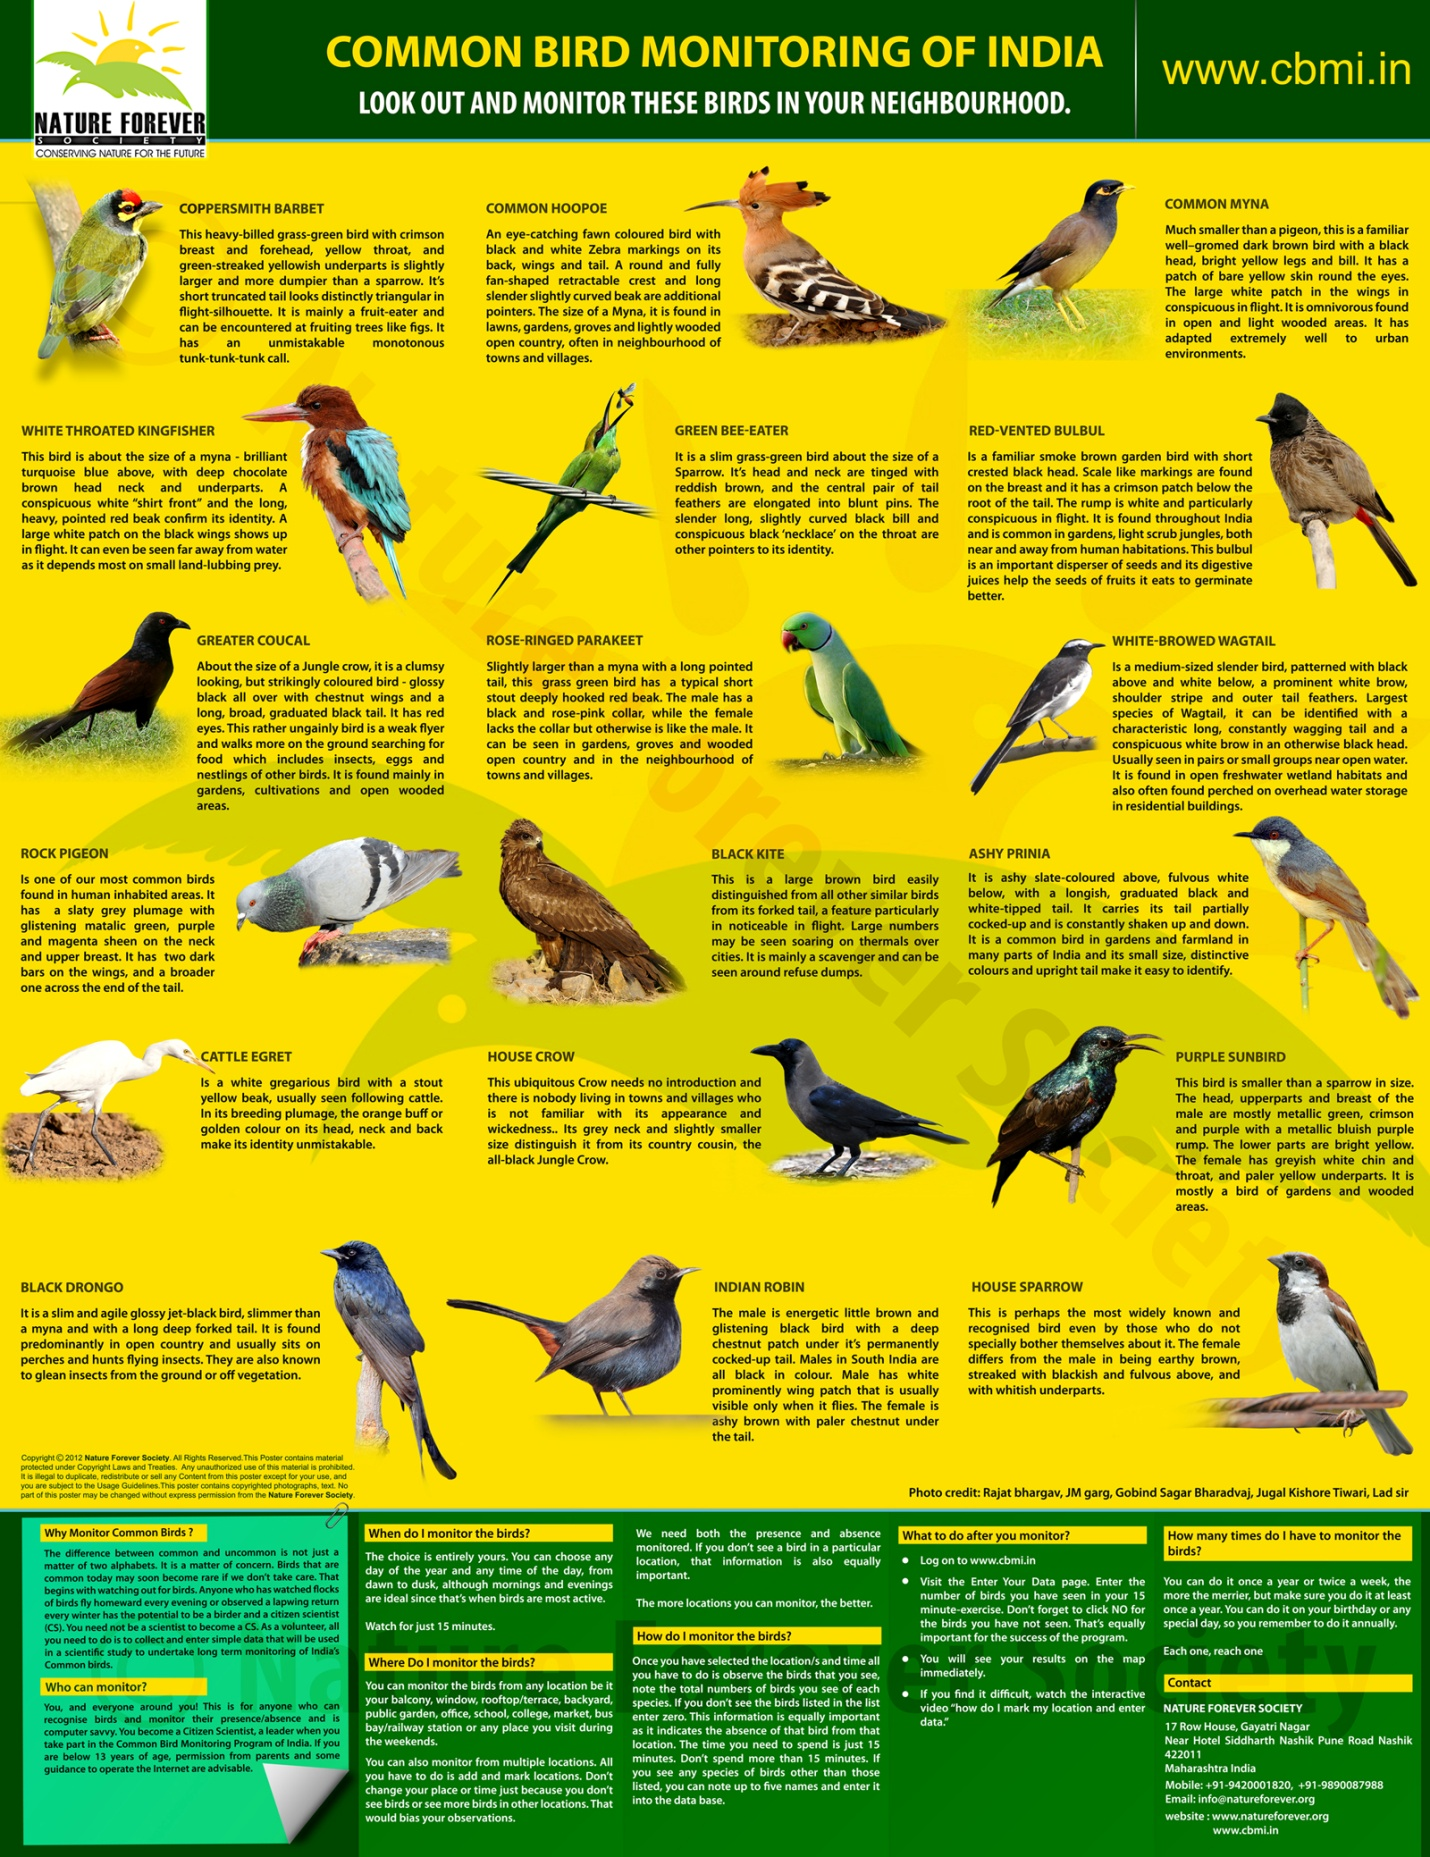 NATURE FOREVER
SOCIETY
CONSERVING NATURE FOR THE FUTURE
COMMON BIRD MONITORING OF INDIA
LOOK OUT AND MONITOR THESE BIRDS IN YOUR NEIGHBOURHOOD.
www.cbmi.in
COPPERSMITH BARBET
This heavy-billed grass-green bird with crimson
breast and forehead, yellow throat, and
green-streaked yellowish underparts is slightly
larger and more dumpier than a sparrow. It's
short truncated tail looks distinctly triangular in
flight-silhouette. It is mainly a fruit-eater and
can be encountered at fruiting trees like figs. It
has an unmistakable monotonous
tunk-tunk-tunk call.
COMMON HOOPOE
An eye-catching fawn coloured bird with
black and white Zebra markings on its
back, wings and tail. A round and fully
fan-shaped retractable crest and long
slender slightly curved beak are additional
pointers. The size of a Myna, it is found in
lawns, gardens, groves and lightly wooded
open country, often in neighbourhood of
towns and villages.
COMMON MYNA
Much smaller than a pigeon, this is a familiar
well–gromed dark brown bird with a black
head, bright yellow legs and bill. It has a
patch of bare yellow skin round the eyes.
The large white patch in the wings in
conspicuous in flight. It is omnivorous found
in open and light wooded areas. It has
adapted extremely well to urban
environments.
WHITE THROATED KINGFISHER
This bird is about the size of a myna - brilliant
turquoise blue above, with deep chocolate
brown head neck and underparts. A
conspicuous white "shirt front" and the long,
heavy, pointed red beak confirm its identity. A
large white patch on the black wings shows up
in flight. It can even be seen far away from water
as it depends most on small land-lubbing prey.
GREEN BEE-EATER
It is a slim grass-green bird about the size of a
Sparrow. It's head and neck are tinged with
reddish brown, and the central pair of tail
feathers are elongated into blunt pins. The
slender long, slightly curved black bill and
conspicuous black 'necklace' on the throat are
other pointers to its identity.
RED-VENTED BULBUL
Is a familiar smoke brown garden bird with short
crested black head. Scale like markings are found
on the breast and it has a crimson patch below the
root of the tail. The rump is white and particularly
conspicuous in flight. It is found throughout India
and is common in gardens, light scrub jungles, both
near and away from human habitations. This bulbul
is an important disperser of seeds and its digestive
juices help the seeds of fruits it eats to germinate
better.
GREATER COUCAL
About the size of a Jungle crow, it is a clumsy
looking, but strikingly coloured bird - glossy
black all over with chestnut wings and a
long, broad, graduated black tail. It has red
eyes. This rather ungainly bird is a weak flyer
and walks more on the ground searching for
food which includes insects, eggs and
nestlings of other birds. It is found mainly in
gardens, cultivations and open wooded
areas.
ROSE-RINGED PARAKEET
Slightly larger than a myna with a long pointed
tail, this grass green bird has a typical short
stout deeply hooked red beak. The male has a
black and rose-pink collar, while the female
lacks the collar but otherwise is like the male. It
can be seen in gardens, groves and wooded
open country and in the neighbourhood of
towns and villages.
WHITE-BROWED WAGTAIL
Is a medium-sized slender bird, patterned with black
above and white below, a prominent white brow,
shoulder stripe and outer tail feathers. Largest
species of Wagtail, it can be identified with a
characteristic long, constantly wagging tail and a
conspicuous white brow in an otherwise black head.
Usually seen in pairs or small groups near open water.
It is found in open freshwater wetland habitats and
also often found perched on overhead water storage
in residential buildings.
ROCK PIGEON
Is one of our most common birds
found in human inhabited areas. It
has a slaty grey plumage with
glistening matalic green, purple
and magenta sheen on the neck
and upper breast. It has two dark
bars on the wings, and a broader
one across the end of the tail.
BLACK KITE
This is a large brown bird easily
distinguished from all other similar birds
from its forked tail, a feature particularly
in noticeable in flight. Large numbers
may be seen soaring on thermals over
cities. It is mainly a scavenger and can be
seen around refuse dumps.
ASHY PRINIA
It is ashy slate-coloured above, fulvous white
below, with a longish, graduated black and
white-tipped tail. It carries its tail partially
cocked-up and is constantly shaken up and down.
It is a common bird in gardens and farmland in
many parts of India and its small size, distinctive
colours and upright tail make it easy to identify.
CATTLE EGRET
Is a white gregarious bird with a stout
yellow beak, usually seen following cattle.
In its breeding plumage, the orange buff or
golden colour on its head, neck and back
make its identity unmistakable.
HOUSE CROW
This ubiquitous Crow needs no introduction and
there is nobody living in towns and villages who
is not familiar with its appearance and
wickedness.. Its grey neck and slightly smaller
size distinguish it from its country cousin, the
all-black Jungle Crow.
PURPLE SUNBIRD
This bird is smaller than a sparrow in size.
The head, upperparts and breast of the
male are mostly metallic green, crimson
and purple with a metallic bluish purple
rump. The lower parts are bright yellow.
The female has greyish white chin and
throat, and paler yellow underparts. It is
mostly a bird of gardens and wooded
areas.
BLACK DRONGO
It is a slim and agile glossy jet-black bird, slimmer than
a myna and with a long deep forked tail. It is found
predominantly in open country and usually sits on
perches and hunts flying insects. They are also known
to glean insects from the ground or off vegetation.
INDIAN ROBIN
The male is energetic little brown and
glistening black bird with a deep
chestnut patch under it's permanently
cocked-up tail. Males in South India are
all black in colour. Male has white
prominently wing patch that is usually
visible only when it flies. The female is
ashy brown with paler chestnut under
the tail.
HOUSE SPARROW
This is perhaps the most widely known and
recognised bird even by those who do not
specially bother themselves about it. The female
differs from the male in being earthy brown,
streaked with blackish and fulvous above, and
with whitish underparts.
Copyright © 2012 Nature Forever Society. All Rights Reserved.This Poster contains material
protected under Copyright Laws and Treaties. Any unauthorized use of this material is prohibited.
It is illegal to duplicate, redistribute or sell any Content from this poster except for your use, and
you are subject to the Usage Guidelines.This poster contains copyrighted photographs, text. No
part of this poster may be changed without express permission from the Nature Forever Society.
Photo credit: Rajat bhargav, JM garg, Gobind Sagar Bharadvaj, Jugal Kishore Tiwari, Lad sir
© Nature Forever Society
Why Monitor Common Birds ?
The difference between common and uncommon is not just a
matter of two alphabets. It is a matter of concern. Birds that are
common today may soon become rare if we don't take care. That
begins with watching out for birds. Anyone who has watched flocks
of birds fly homeward every evening or observed a lapwing return
every winter has the potential to be a birder and a citizen scientist
(CS). You need not be a scientist to become a CS. As a volunteer, all
you need to do is to collect and enter simple data that will be used
in a scientific study to undertake long term monitoring of India's
Common birds.
Who can monitor?
You, and everyone around you! This is for anyone who can
recognise birds and monitor their presence/absence and is
computer savvy. You become a Citizen Scientist, a leader when you
take part in the Common Bird Monitoring Program of India. If you
are below 13 years of age, permission from parents and some
guidance to operate the Internet are advisable.
When do I monitor the birds?
The choice is entirely yours. You can choose any
day of the year and any time of the day, from
dawn to dusk, although mornings and evenings
are ideal since that's when birds are most active.
Watch for just 15 minutes.
Where Do I monitor the birds?
You can monitor the birds from any location be it
your balcony, window, rooftop/terrace, backyard,
public garden, office, school, college, market, bus
bay/railway station or any place you visit during
the weekends.
You can also monitor from multiple locations. All
you have to do is add and mark locations. Don't
change your place or time just because you don't
see birds or see more birds in other locations. That
would bias your observations.
We need both the presence and absence
monitored. If you don't see a bird in a particular
location, that information is also equally
important.
The more locations you can monitor, the better.
How do I monitor the birds?
Once you have selected the location/s and time all
you have to do is observe the birds that you see,
note the total numbers of birds you see of each
species. If you don't see the birds listed in the list
enter zero. This information is equally important
as it indicates the absence of that bird from that
location. The time you need to spend is just 15
minutes. Don't spend more than 15 minutes. If
you see any species of birds other than those
listed, you can note up to five names and enter it
into the data base.
What to do after you monitor?
● Log on to www.cbmi.in
● Visit the Enter Your Data page. Enter the
number of birds you have seen in your 15
minute-exercise. Don't forget to click NO for
the birds you have not seen. That's equally
important for the success of the program.
● You will see your results on the map
immediately.
● If you find it difficult, watch the interactive
video "how do I mark my location and enter
data."
How many times do I have to monitor the
birds?
You can do it once a year or twice a week, the
more the merrier, but make sure you do it at least
once a year. You can do it on your birthday or any
special day, so you remember to do it annually.
Each one, reach one
Contact
NATURE FOREVER SOCIETY
17 Row House, Gayatri Nagar
Near Hotel Siddharth Nashik Pune Road Nashik
422011
Maharashtra India
Mobile: +91-9420001820, +91-9890087988
Email: info@natureforever.org
website : www.natureforever.org
www.cbmi.in
© Nature Forever Society